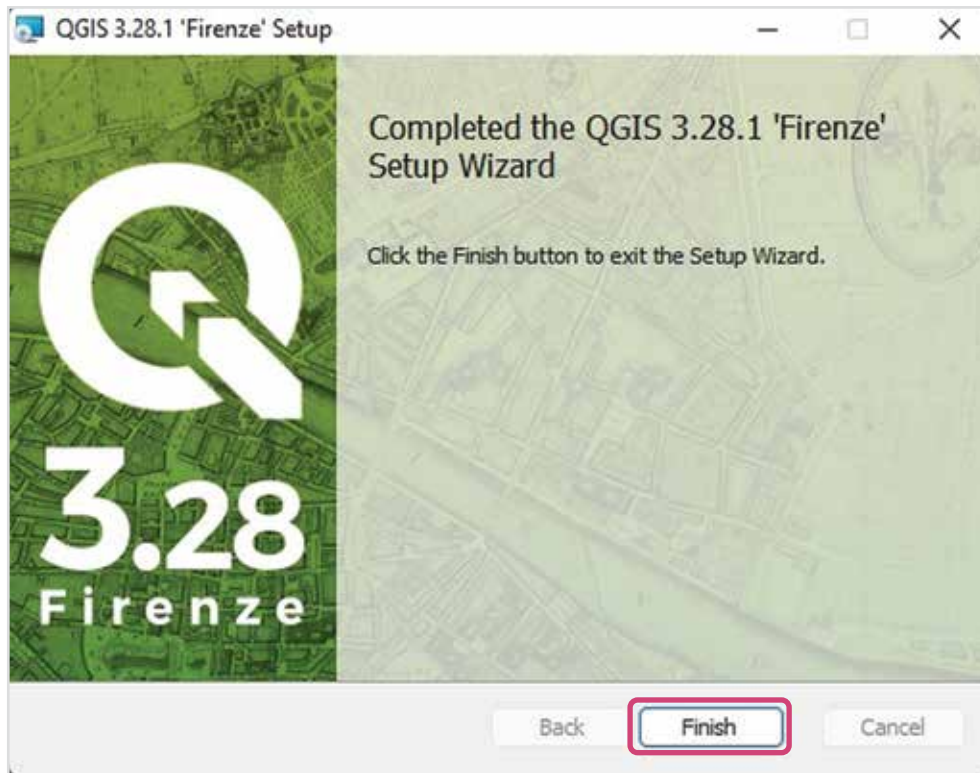 QGIS 3.28.1 'Firenze' Setup
Completed the QGIS 3.28.1 'Firenze'
Setup Wizard
Click the Finish button to exit the Setup Wizard.
3.28
Firenze
Back
Finish
Cancel